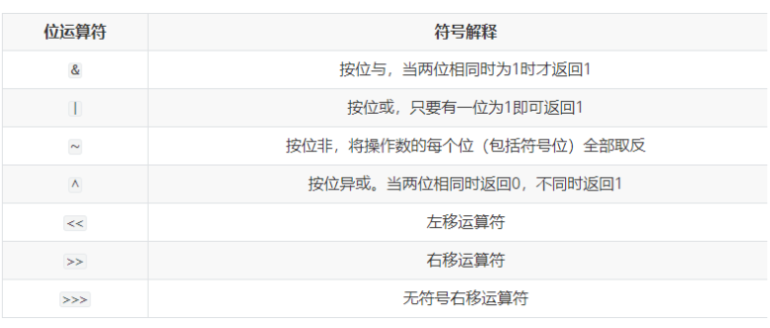 位运算符 符号解释
& 按位与，当两位相同时为1时才返回1
| 按位或，只要有一位为1即可返回1
~ 按位非，将操作数的每个位（包括符号位）全部取反
^ 按位异或。当两位相同时返回0，不同时返回1
<< 左移运算符
>> 右移运算符
>>> 无符号右移运算符